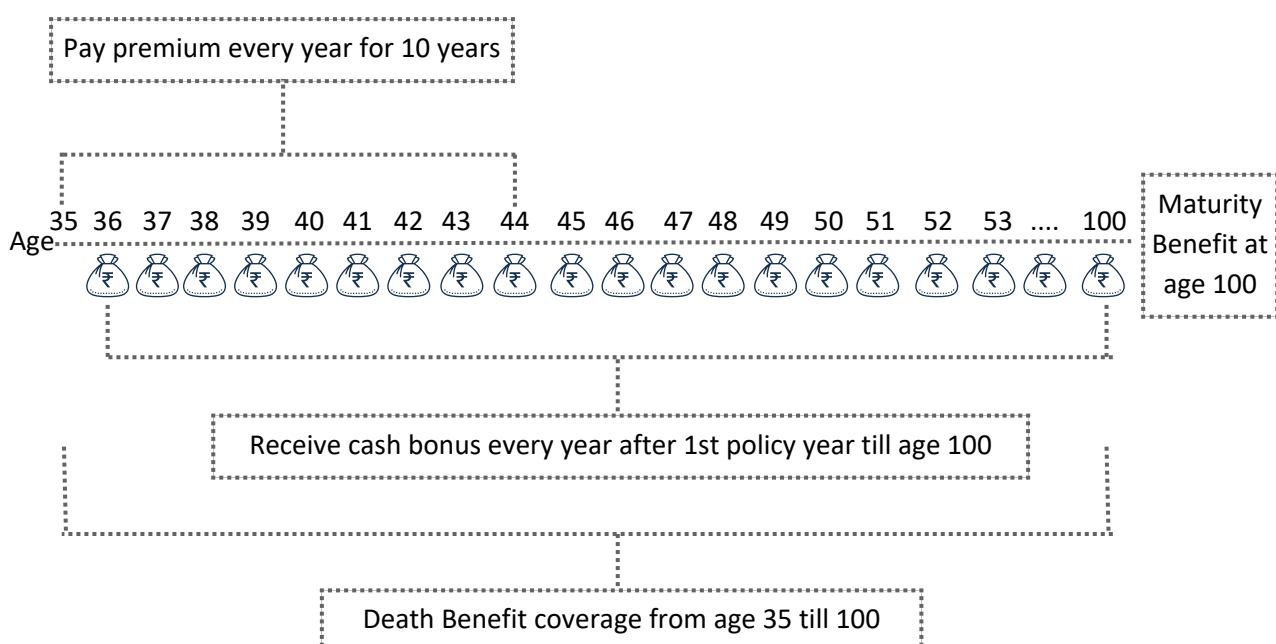 Pay premium every year for 10 years
35 36 37 38 39 40 41 42 43 44 45 46 47 48 49 50 51 52 53 .... 100
Age
₹ ₹ ₹ ₹ ₹ ₹ ₹ ₹ ₹ ₹ ₹ ₹ ₹ ₹ ₹ ₹ ₹ ₹ ₹ ₹
Maturity
Benefit at
age 100
Receive cash bonus every year after 1st policy year till age 100
Death Benefit coverage from age 35 till 100